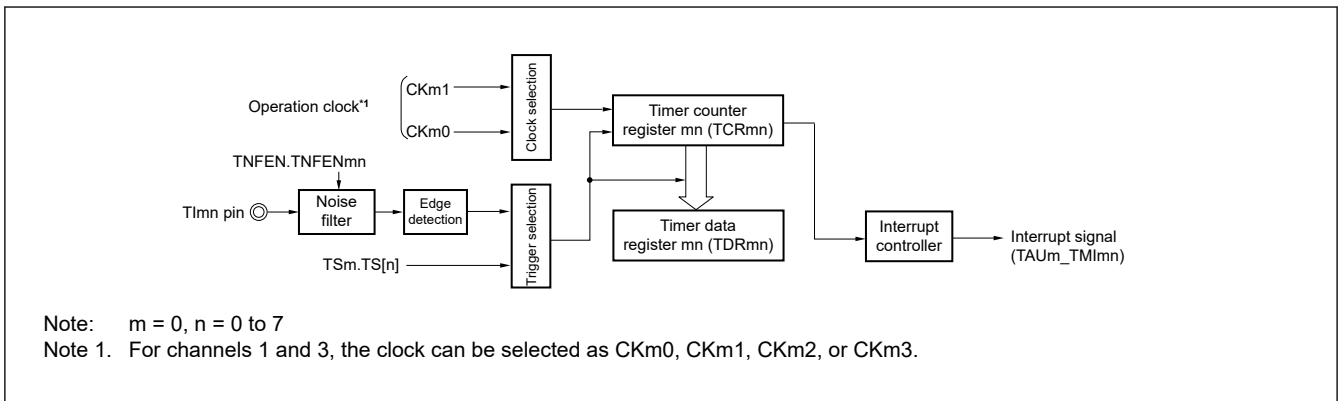 Operation clock*1
CKm1
CKm0
Clock selection
Timer counter
register mn (TCRmn)
TNFEN.TNFENmn
TImn pin
Noise
filter
Edge
detection
Trigger selection
TSm.TS[n]
Timer data
register mn (TDRmn)
Interrupt
controller
Interrupt signal
(TAUm_TMImn)
Note: m = 0, n = 0 to 7
Note 1. For channels 1 and 3, the clock can be selected as CKm0, CKm1, CKm2, or CKm3.